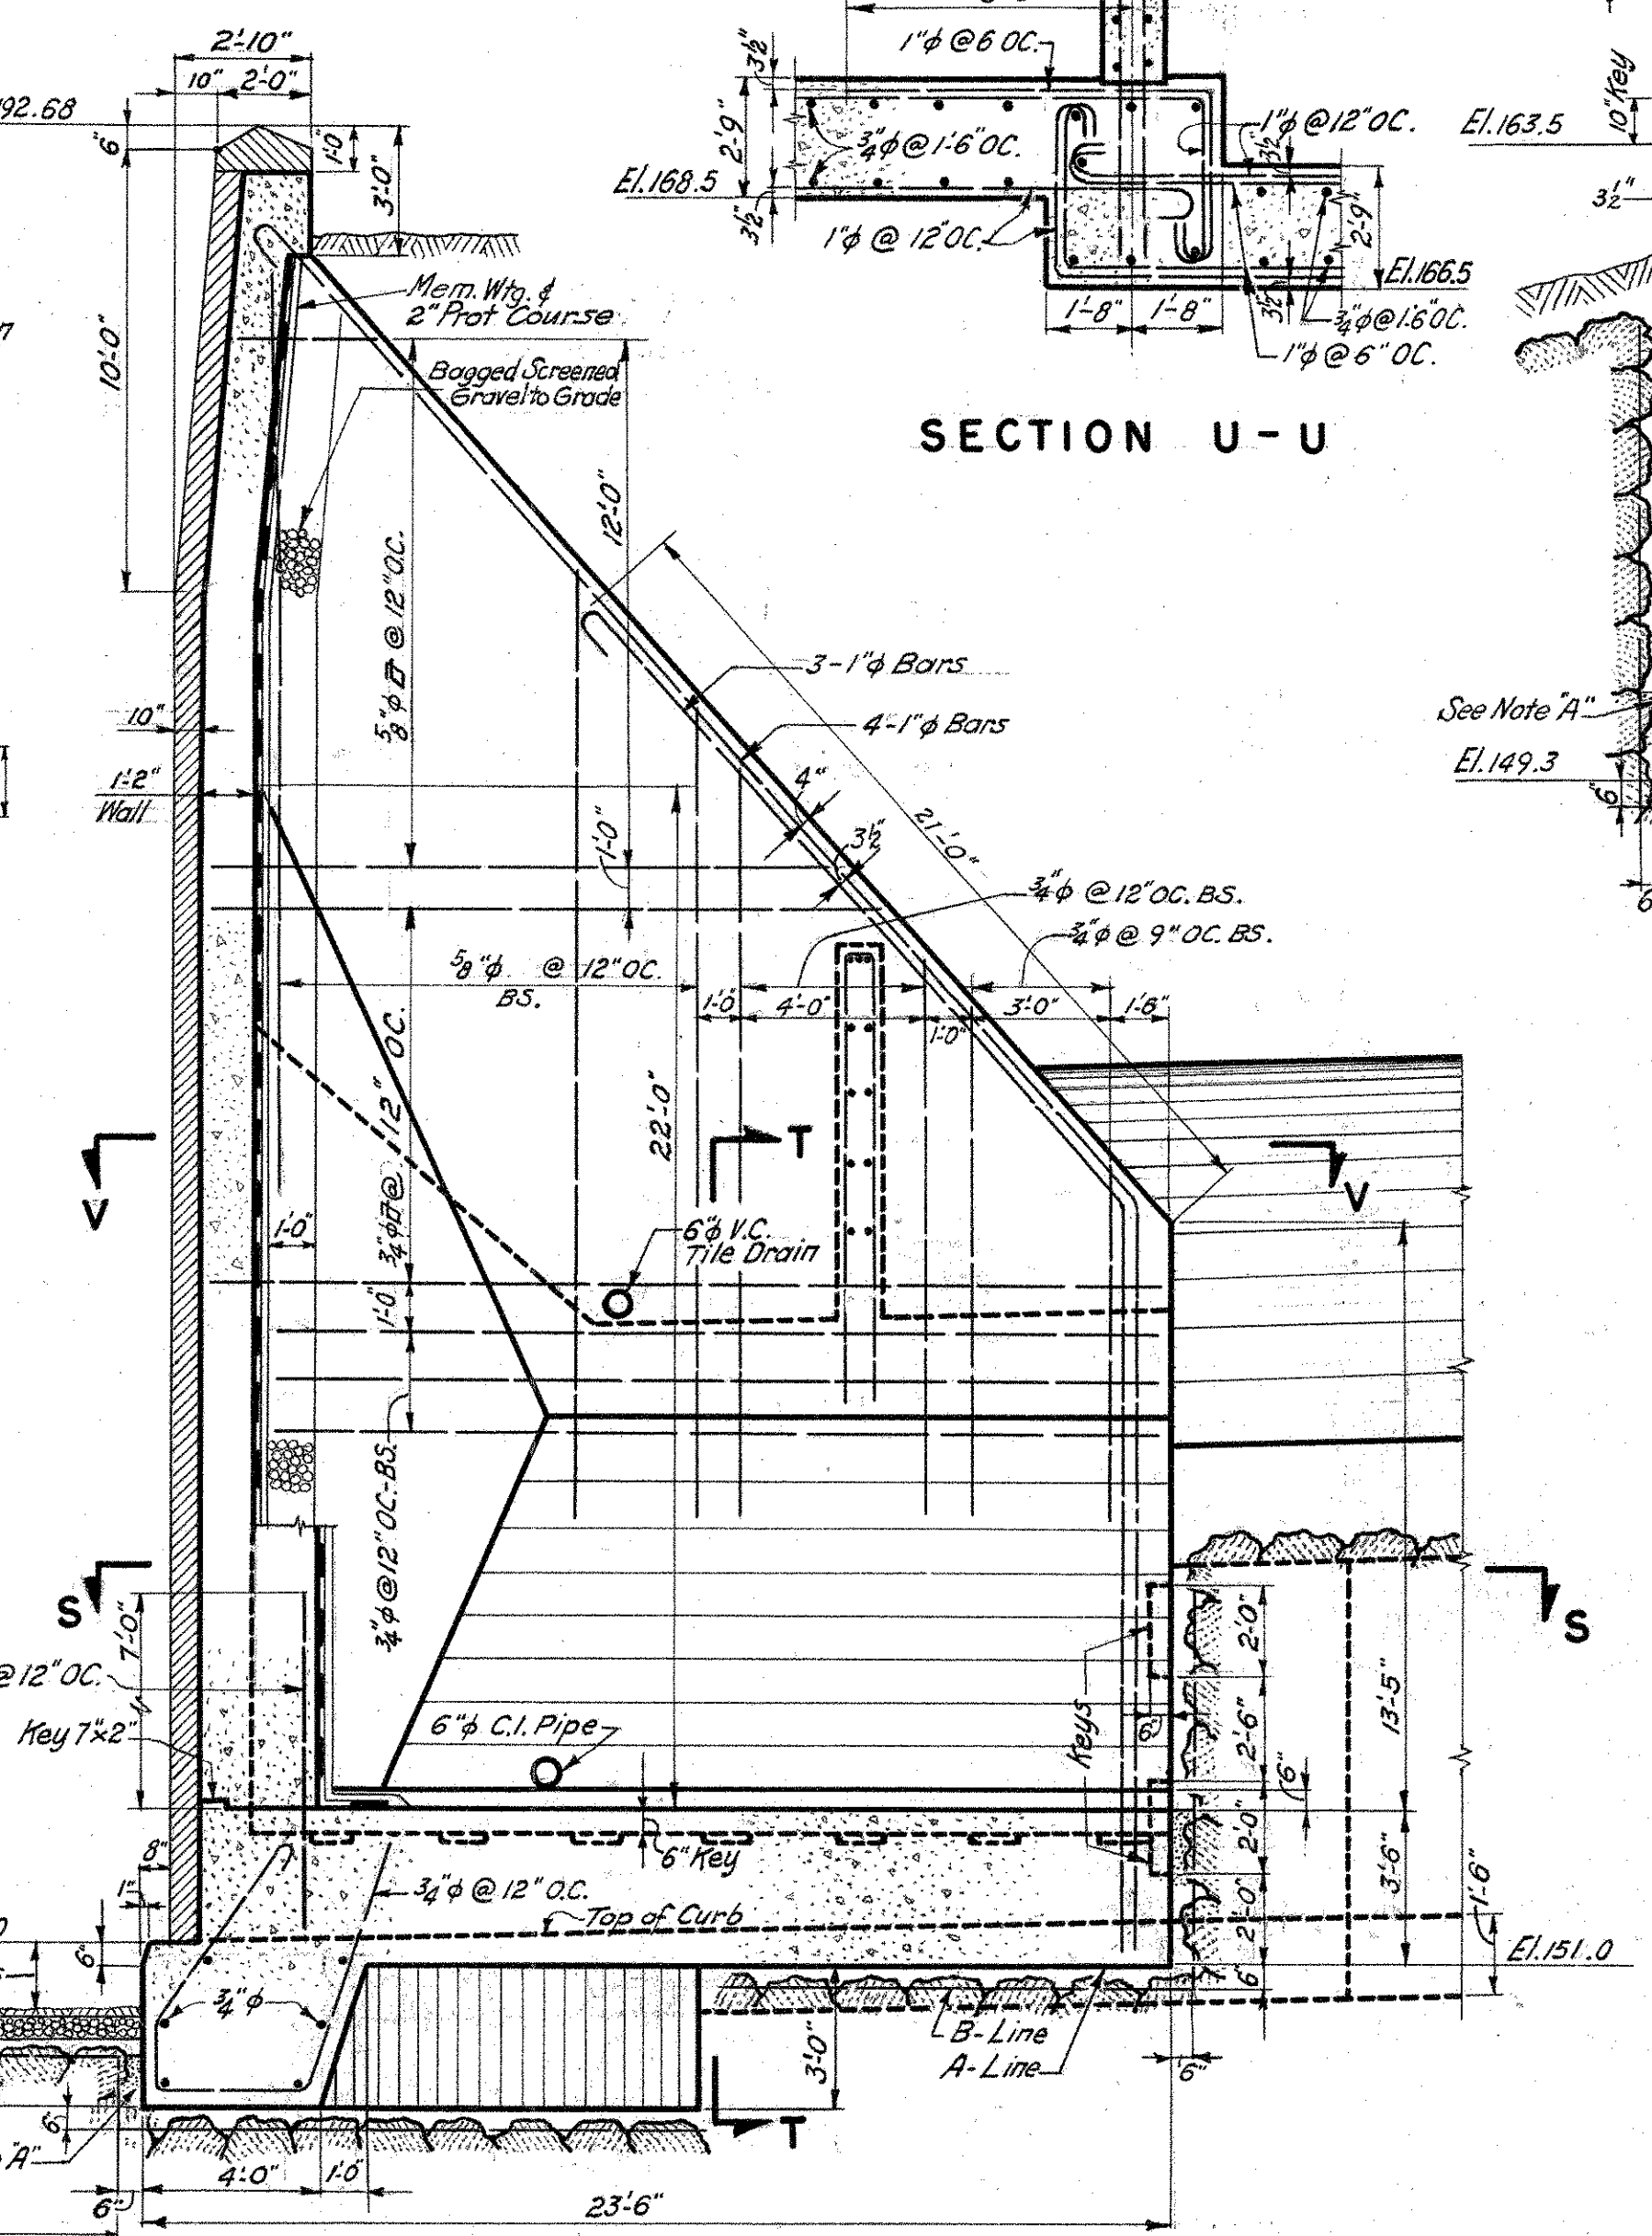 2'-10"
10" 2'-0"
92.68
6"
1'-0"
3'-0"
10'-0"
Mem. Wtg. &
2" Prot Course
Bagged Screened
Gravel to Grade
12'-0"
5/8"ϕ @ 12" O.C.
10"
1'-2"
Wall
3-1"ϕ Bars
4-1"ϕ Bars
4"
3½"
21'-0"
1'-0"
3/4"ϕ @ 12" OC. BS.
3/4"ϕ @ 9" OC. BS.
5/8"ϕ @ 12" OC.
BS.
1'-0" 4'-0" 1'-0" 3'-0" 1'-6"
22'-0"
3/4"ϕ @ 12" OC.
V
T
V
1'-0"
6"ϕ V.C.
Tile Drain
1'-0"
3/4"ϕ @ 12" OC.-BS.
S
S
7'-0"
@ 12" OC.
Key 7"x2"
6"ϕ C.I. Pipe
Keys
6"
2'-0"
2'-6"
6"
2'-0"
2'-0"
6"
13'-5"
3'-6"
1'-6"
El. 151.0
6" Key
8"
1"
6"
3/4"ϕ @ 12" O.C.
Top of Curb
3/4"ϕ
B-Line
A-Line
3'-0"
6"
T
6"
"A"
4'-0" 1'-0"
6"
23'-6"
1"ϕ @ 6 OC.
3½"
2'-9"
3½"
3/4"ϕ @ 1'-6" OC.
El. 168.5
1"ϕ @ 12" OC.
1"ϕ @ 12" OC.
3½"
2'-9"
3½"
El. 166.5
1'-8" 1'-8"
3/4"ϕ @ 1'-6" OC.
1"ϕ @ 6" OC.
SECTION U-U
10" Key
El. 163.5
3½"
See Note "A"
El. 149.3
6"
6